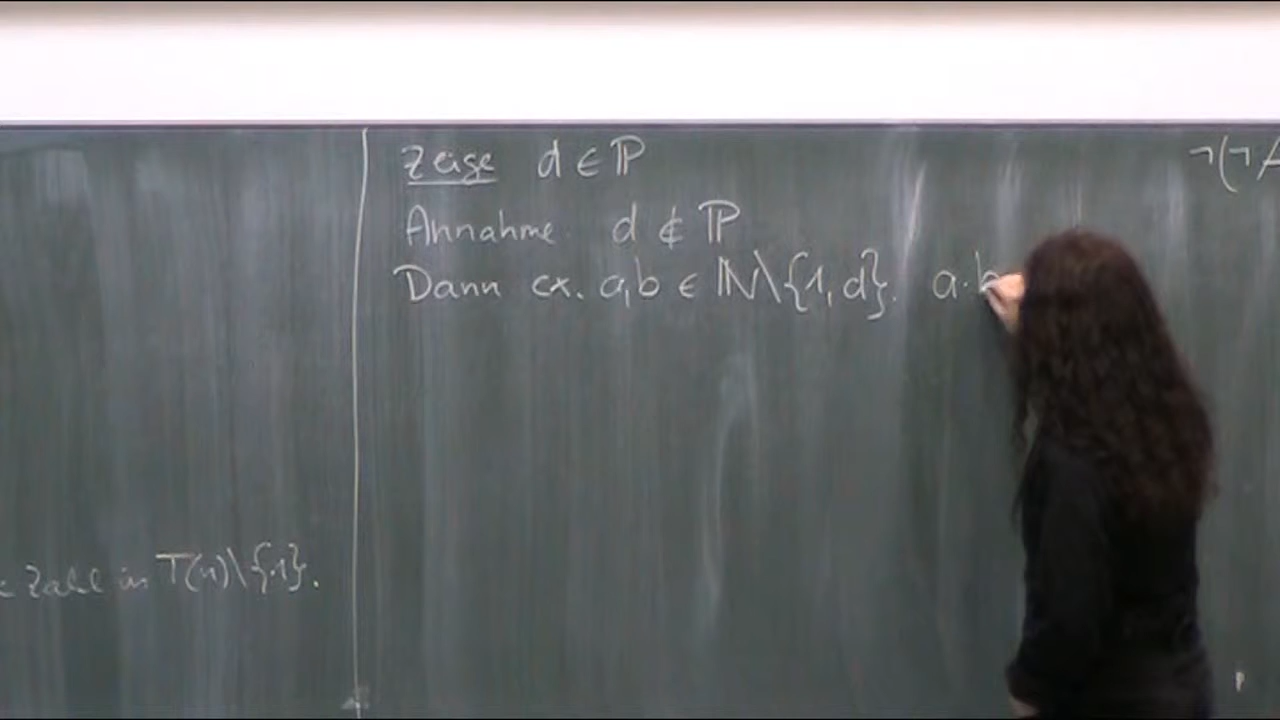 Zahl in T(n)\{1}.
Zeige d ∈ ℙ
Annahme d ∉ ℙ
Dann ex. a,b ∈ ℕ\{1,d}. a·b
¬(¬A